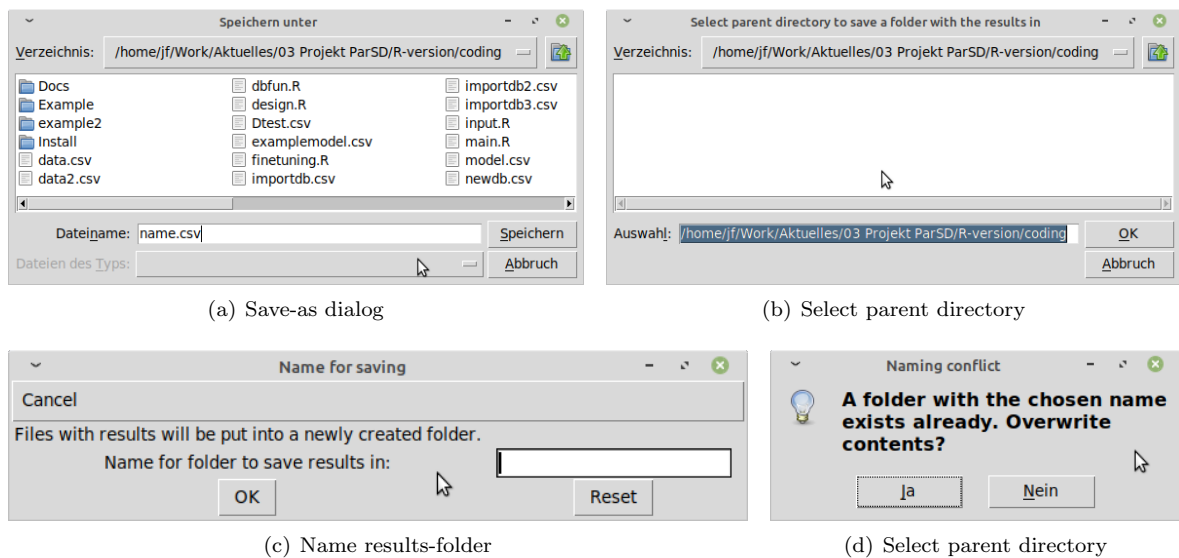 Speichern unter
Verzeichnis: /home/jf/Work/Aktuelles/03 Projekt ParSD/R-version/coding
Docs dbfun.R importdb2.csv
Example design.R importdb3.csv
example2 Dtest.csv input.R
Install examplemodel.csv main.R
data.csv finetuning.R model.csv
data2.csv importdb.csv newdb.csv
Dateiname: name.csv Speichern
Dateien des Typs: Abbruch
(a) Save-as dialog
Select parent directory to save a folder with the results in
Verzeichnis: /home/jf/Work/Aktuelles/03 Projekt ParSD/R-version/coding
Auswahl: /home/jf/Work/Aktuelles/03 Projekt ParSD/R-version/coding OK
Abbruch
(b) Select parent directory
Name for saving
Cancel
Files with results will be put into a newly created folder.
Name for folder to save results in:
OK Reset
(c) Name results-folder
Naming conflict
A folder with the chosen name
exists already. Overwrite
contents?
Ja Nein
(d) Select parent directory